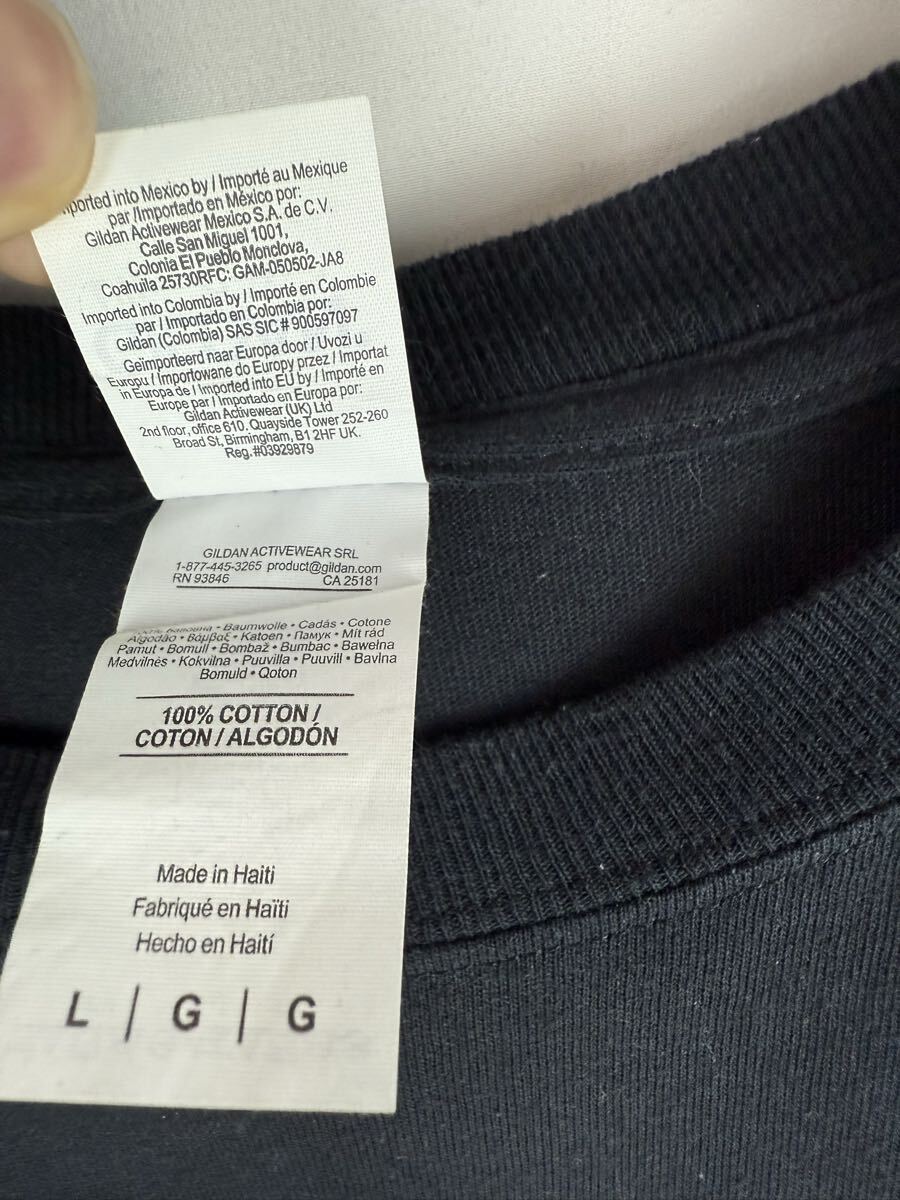 Imported into Mexico by / Importé au Mexique
par /Importado en México por:
Gildan Activewear Mexico S.A. de C.V.
Calle San Miguel 1001,
Colonia El Pueblo Monclova,
Coahuila 25730RFC: GAM-050502-JA8
Imported into Colombia by / Importé en Colombie
par / Importado en Colombia por:
Gildan (Colombia) SAS SIC # 900597097
Geïmporteerd naar Europa door / Uvozi u
Europu / Importowane do Europy przez / Importat
in Europa de / Imported into EU by / Importé en
Europe par / Importado en Europa por:
Gildan Activewear (UK) Ltd
2nd floor, office 610. Quayside Tower 252-260
Broad St, Birmingham, B1 2HF UK.
Reg.#03929879
GILDAN ACTIVEWEAR SRL
1-877-445-3265 product@gildan.com
RN 93846 CA 25181
100% • Baumwolle • Cadás • Cotone
Algodão • Βάμβαξ • Katoen • Памук • Mít rád
Pamut • Bomull • Bombaž • Bumbac • Bawełna
Medvilnės • Kokvilna • Puuvilla • Puuvill • Bavlna
Bomuld • Qoton
100% COTTON /
COTON / ALGODÓN
Made in Haiti
Fabriqué en Haïti
Hecho en Haití
L | G | G